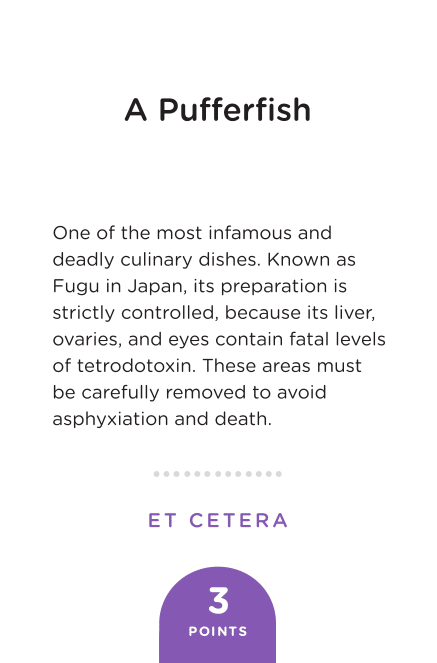 A Pufferfish
One of the most infamous and
deadly culinary dishes. Known as
Fugu in Japan, its preparation is
strictly controlled, because its liver,
ovaries, and eyes contain fatal levels
of tetrodotoxin. These areas must
be carefully removed to avoid
asphyxiation and death.
ET CETERA
3
POINTS